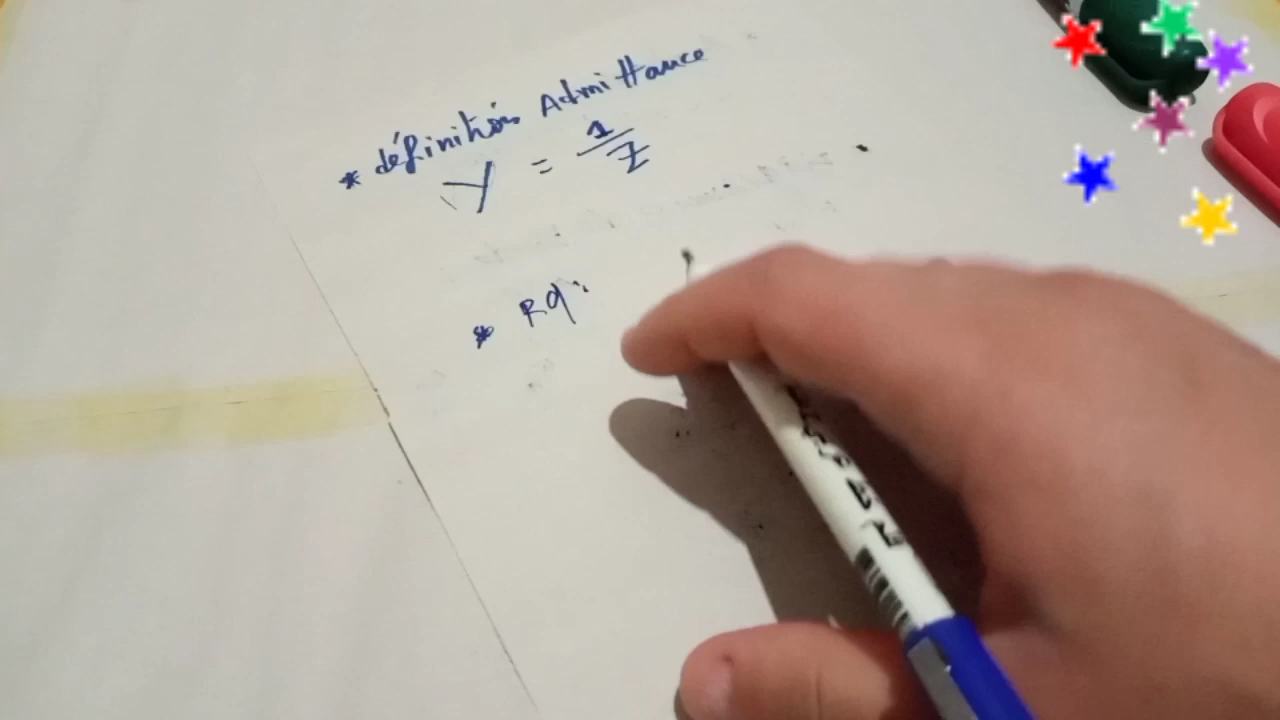 * définition Admittance
Y = 1/Z
* Rq: